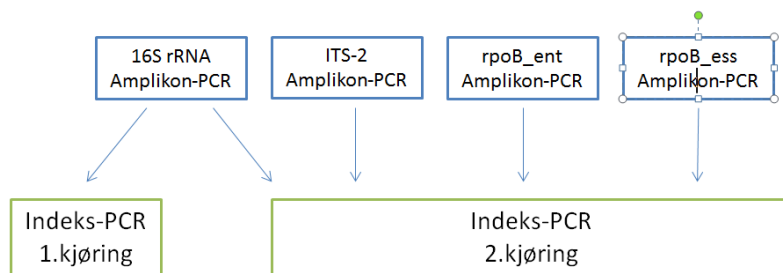 16S rRNA
Amplikon-PCR
ITS-2
Amplikon-PCR
rpoB_ent
Amplikon-PCR
rpoB_ess
Amplikon-PCR
Indeks-PCR
1.kjøring
Indeks-PCR
2.kjøring